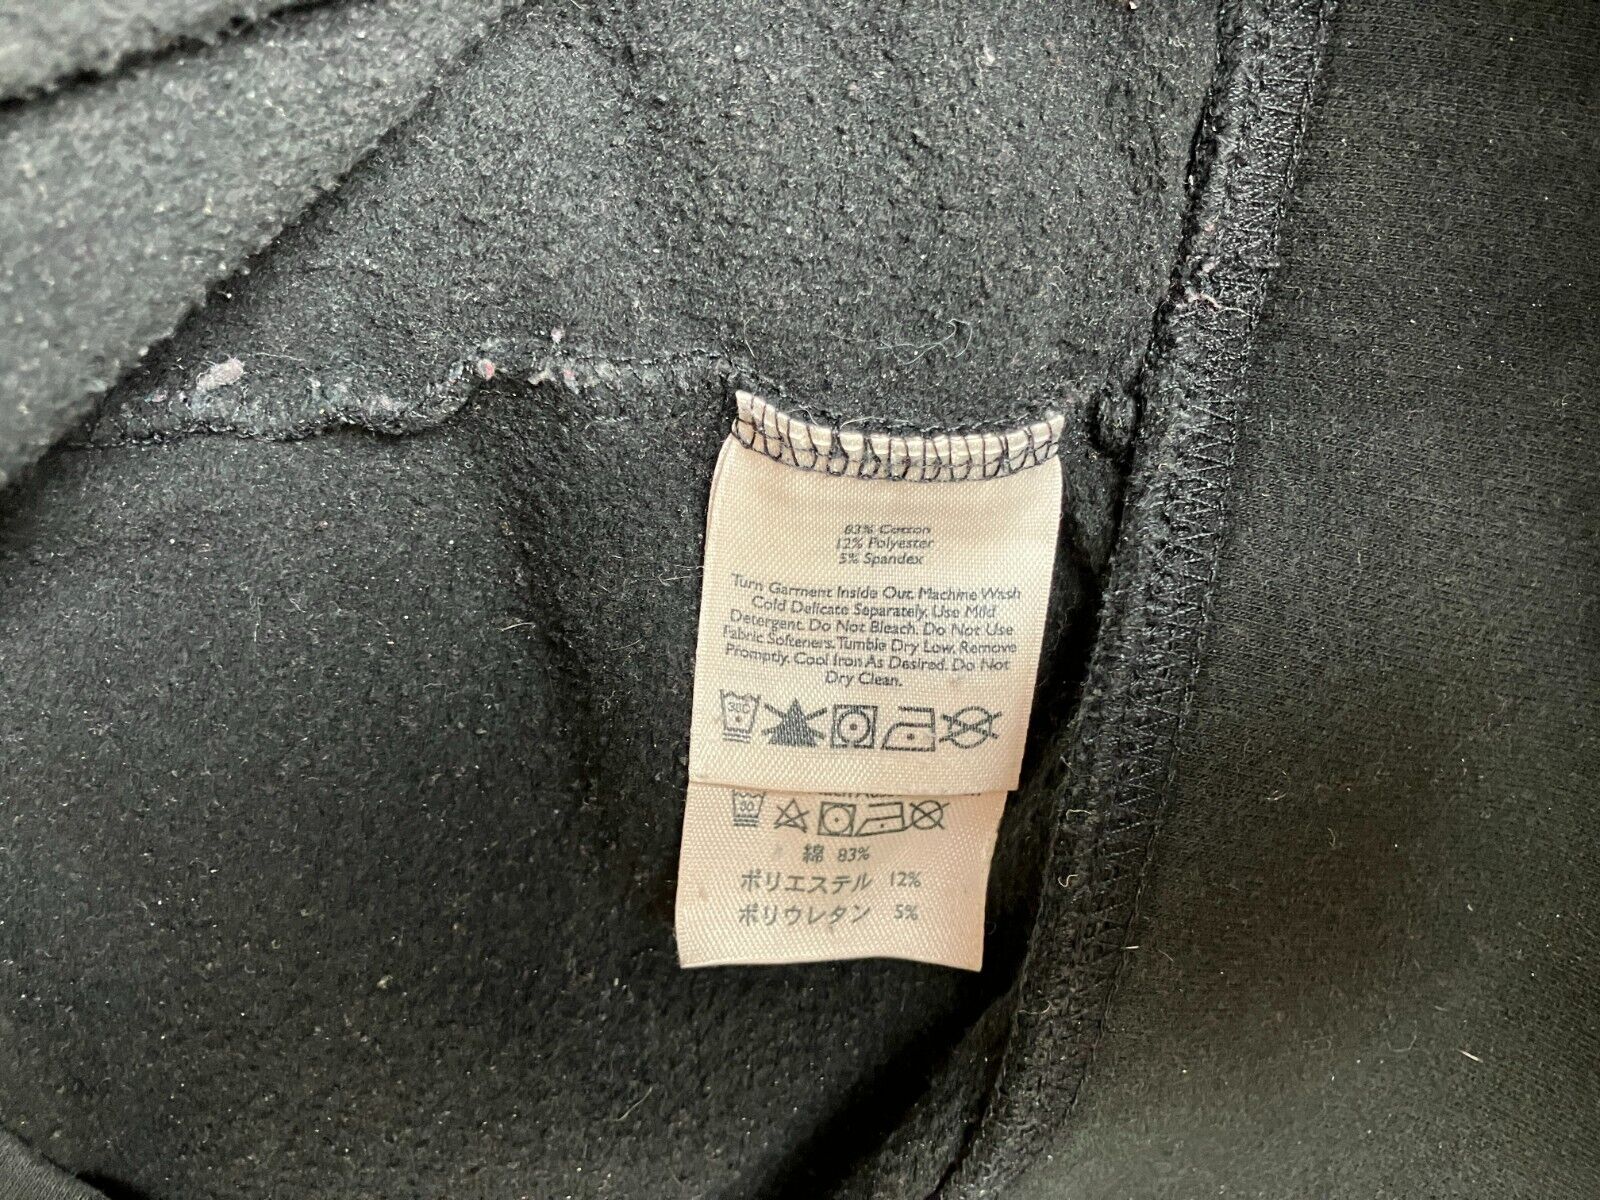 83% Cotton
12% Polyester
5% Spandex
Turn Garment Inside Out. Machine Wash
Cold Delicate Separately. Use Mild
Detergent. Do Not Bleach. Do Not Use
Fabric Softeners. Tumble Dry Low, Remove
Promptly. Cool Iron As Desired. Do Not
Dry Clean.
30C
30
綿 83%
ポリエステル 12%
ポリウレタン 5%